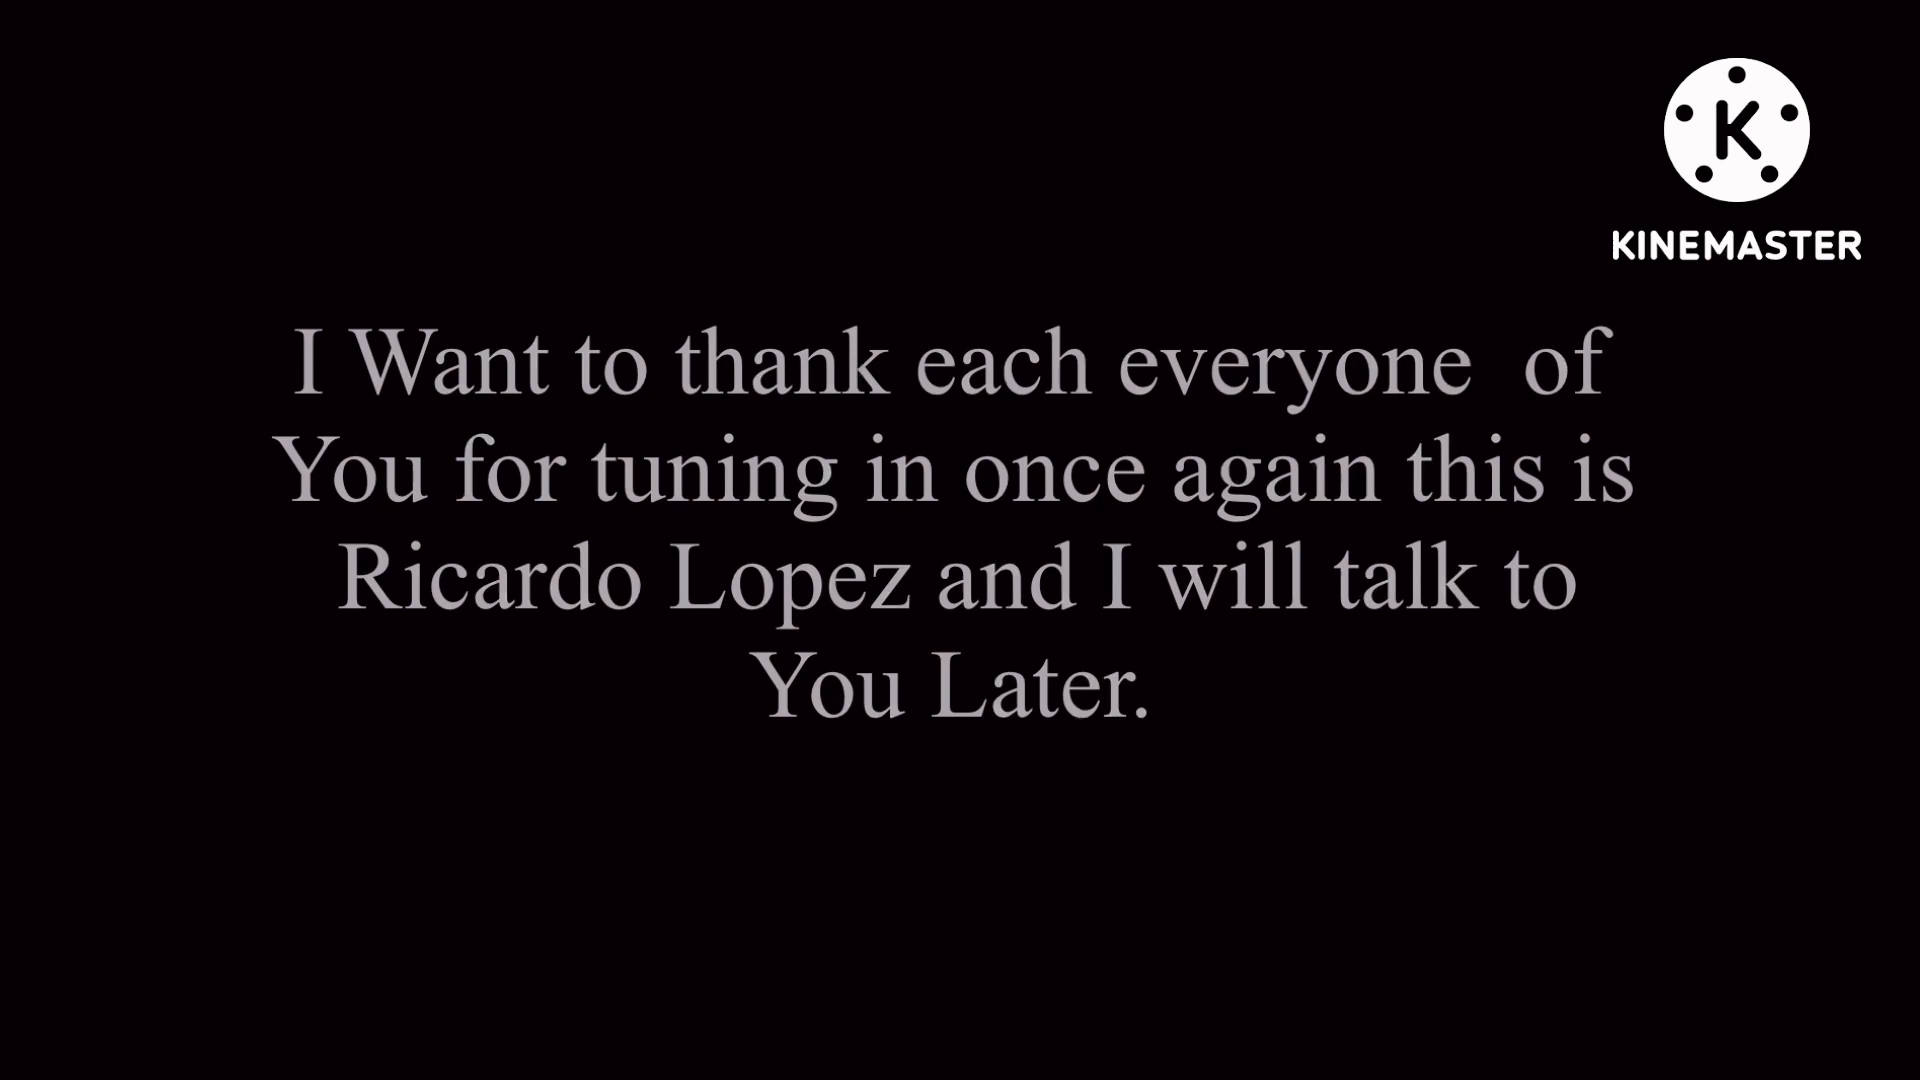 K
KINEMASTER
I Want to thank each everyone  of
You for tuning in once again this is
Ricardo Lopez and I will talk to
You Later.